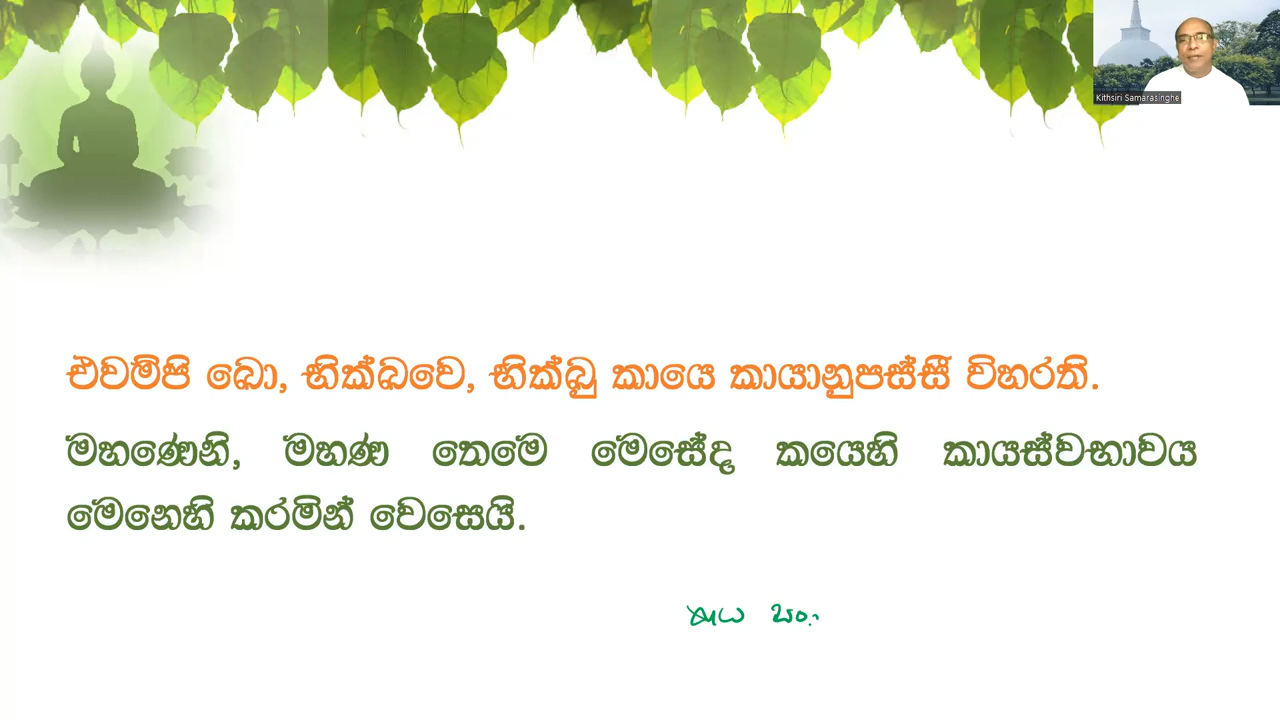 Kithsiri Samarasinghe
එවම්පි ඛො, භික්ඛවෙ, භික්ඛු කායෙ කායානුපස්සී විහරති.
මහණෙනි, මහණ තෙමෙ මෙසේද කයෙහි කායස්වභාවය
මෙනෙහි කරමින් වෙසෙයි.